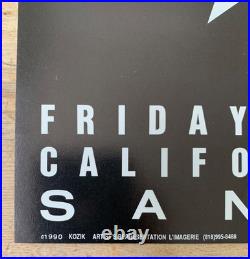 FRIDAY
CALIFO
SAN
©1990 KOZIK ARTIST'S REPRESENTATION L'IMAGERIE (818)995-8488